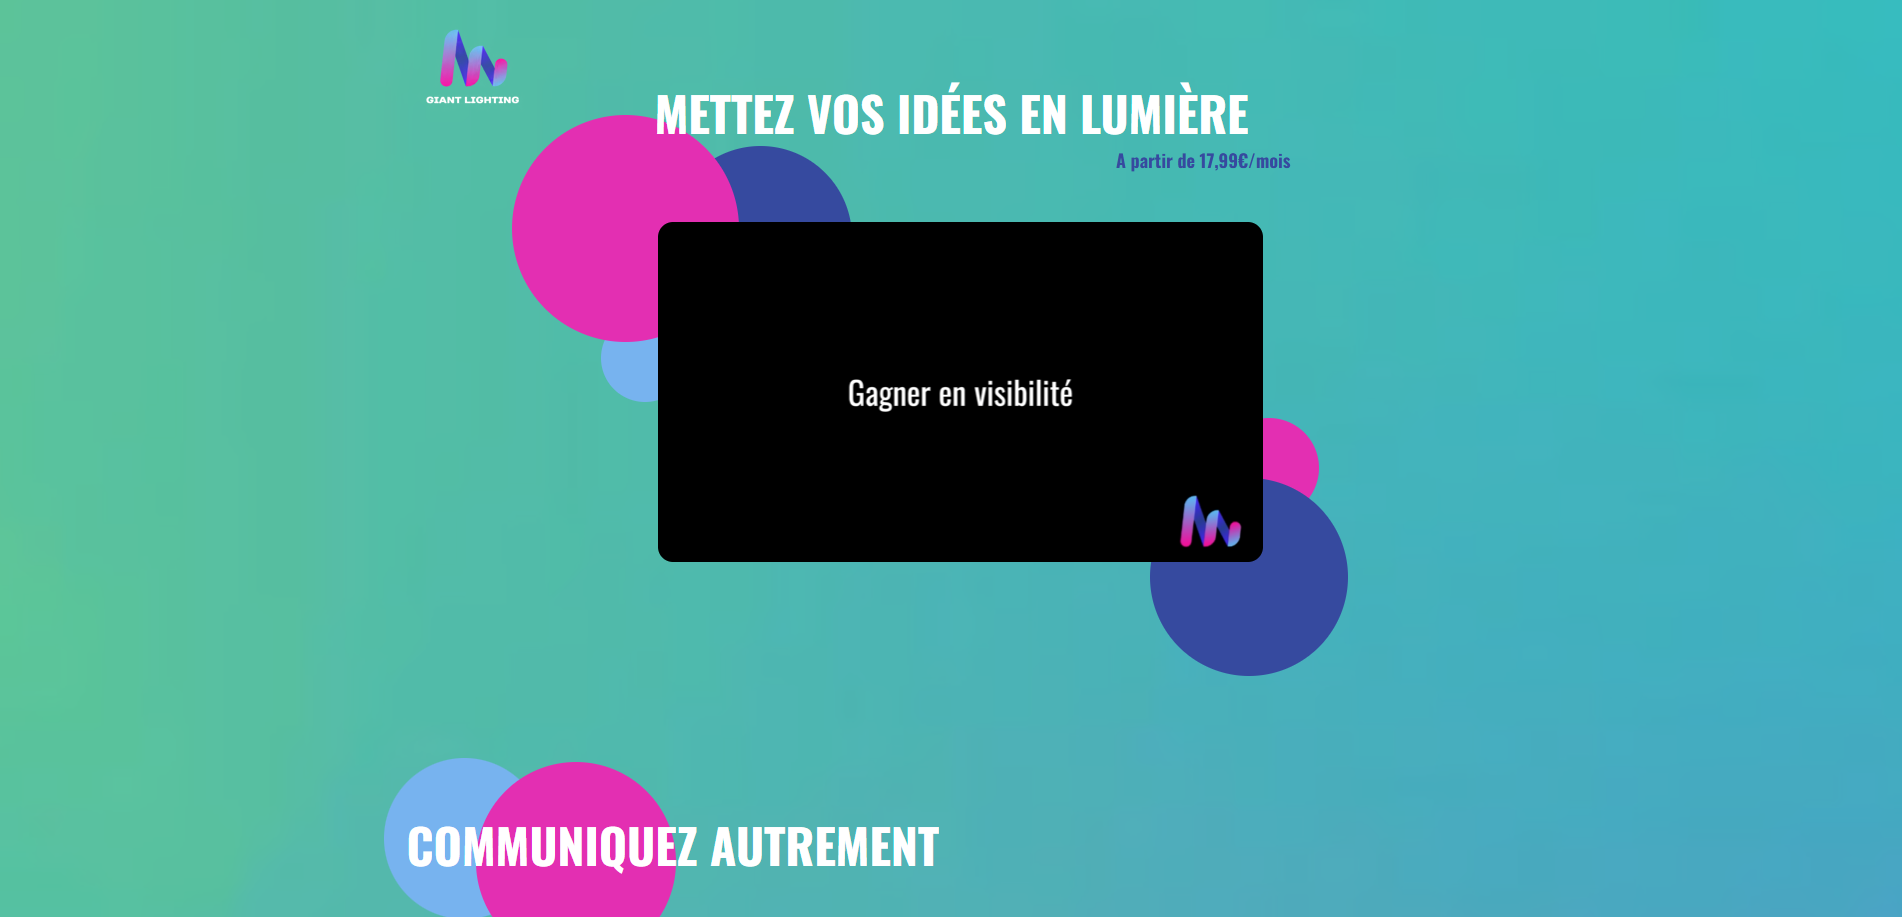 GIANT LIGHTING
METTEZ VOS IDÉES EN LUMIÈRE
A partir de 17,99€/mois
Gagner en visibilité
COMMUNIQUEZ AUTREMENT